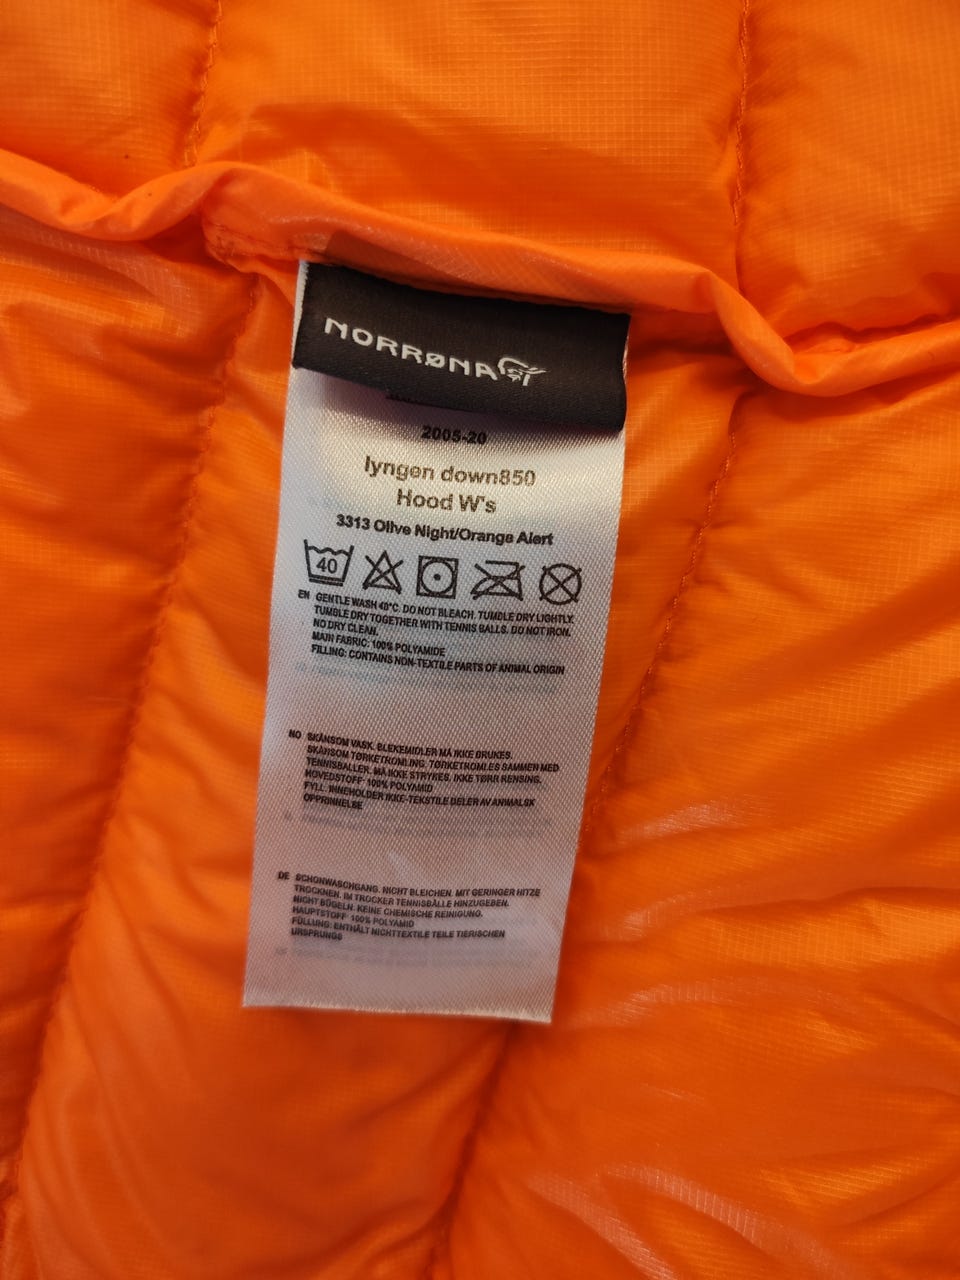 NORRØNA
2005-20
lyngen down850
Hood W's
3313 Olive Night/Orange Alert
40
EN GENTLE WASH 40°C. DO NOT BLEACH. TUMBLE DRY LIGHTLY.
TUMBLE DRY TOGETHER WITH TENNIS BALLS. DO NOT IRON.
NO DRY CLEAN.
MAIN FABRIC: 100% POLYAMIDE
FILLING: CONTAINS NON-TEXTILE PARTS OF ANIMAL ORIGIN
NO SKÅNSOM VASK. BLEKEMIDLER MÅ IKKE BRUKES.
SKÅNSOM TØRKETROMLING. TØRKETROMLES SAMMEN MED
TENNISBALLER. MÅ IKKE STRYKES. IKKE TØRR RENSING.
HOVEDSTOFF: 100% POLYAMID
FYLL: INNEHOLDER IKKE-TEKSTILE DELER AV ANIMALSK
OPPRINNELSE
DE SCHONWASCHGANG. NICHT BLEICHEN. MIT GERINGER HITZE
TROCKNEN. IM TROCKER TENNISBÄLLE HINZUGEBEN.
NICHT BÜGELN. KEINE CHEMISCHE REINIGUNG.
HAUPTSTOFF: 100% POLYAMID
FÜLLUNG: ENTHÄLT NICHTTEXTILE TEILE TIERISCHEN
URSPRUNGS